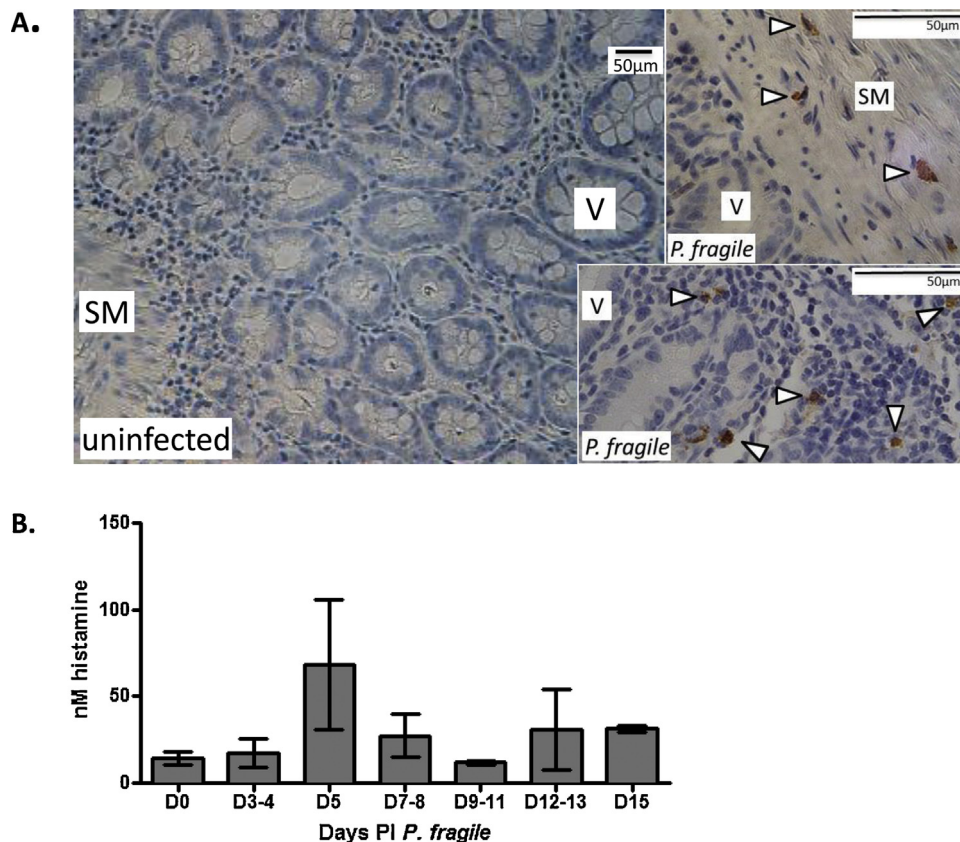 A.
50µm
V
SM
uninfected
50µm
SM
V
P. fragile
50µm
V
P. fragile
B.
nM histamine
150
100
50
0
D0 D3-4 D5 D7-8 D9-11 D12-13 D15
Days PI P. fragile